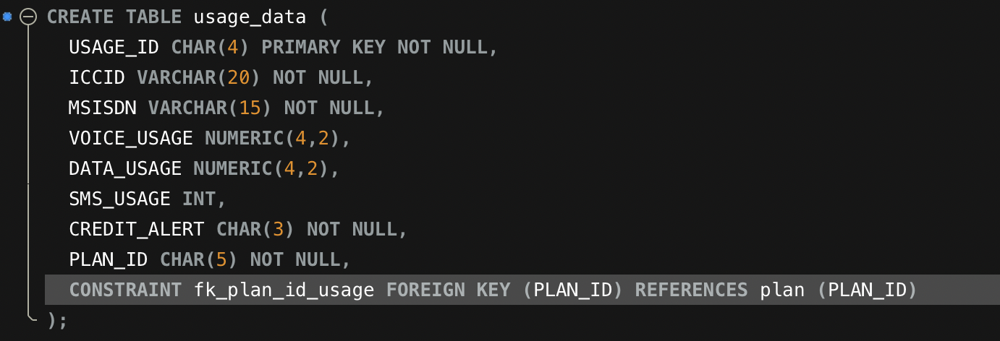 CREATE TABLE usage_data (
USAGE_ID CHAR(4) PRIMARY KEY NOT NULL,
ICCID VARCHAR(20) NOT NULL,
MSISDN VARCHAR(15) NOT NULL,
VOICE_USAGE NUMERIC(4,2),
DATA_USAGE NUMERIC(4,2),
SMS_USAGE INT,
CREDIT_ALERT CHAR(3) NOT NULL,
PLAN_ID CHAR(5) NOT NULL,
CONSTRAINT fk_plan_id_usage FOREIGN KEY (PLAN_ID) REFERENCES plan (PLAN_ID)
);